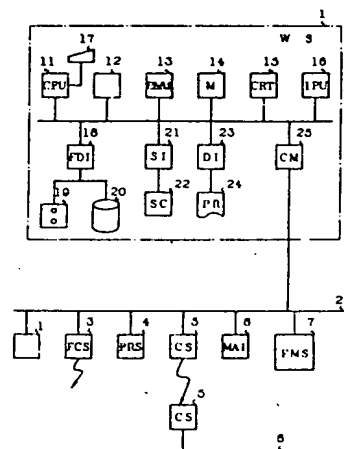 1
17
W S
11 12 13 14 15 16
CPU M CRT IPU
18 21 23 25
FDI SI DI CM
19 20 22 24
SC PR
2
1 3 4 5 6 7
FCS PRS CS MAI FMS
5
CS
6